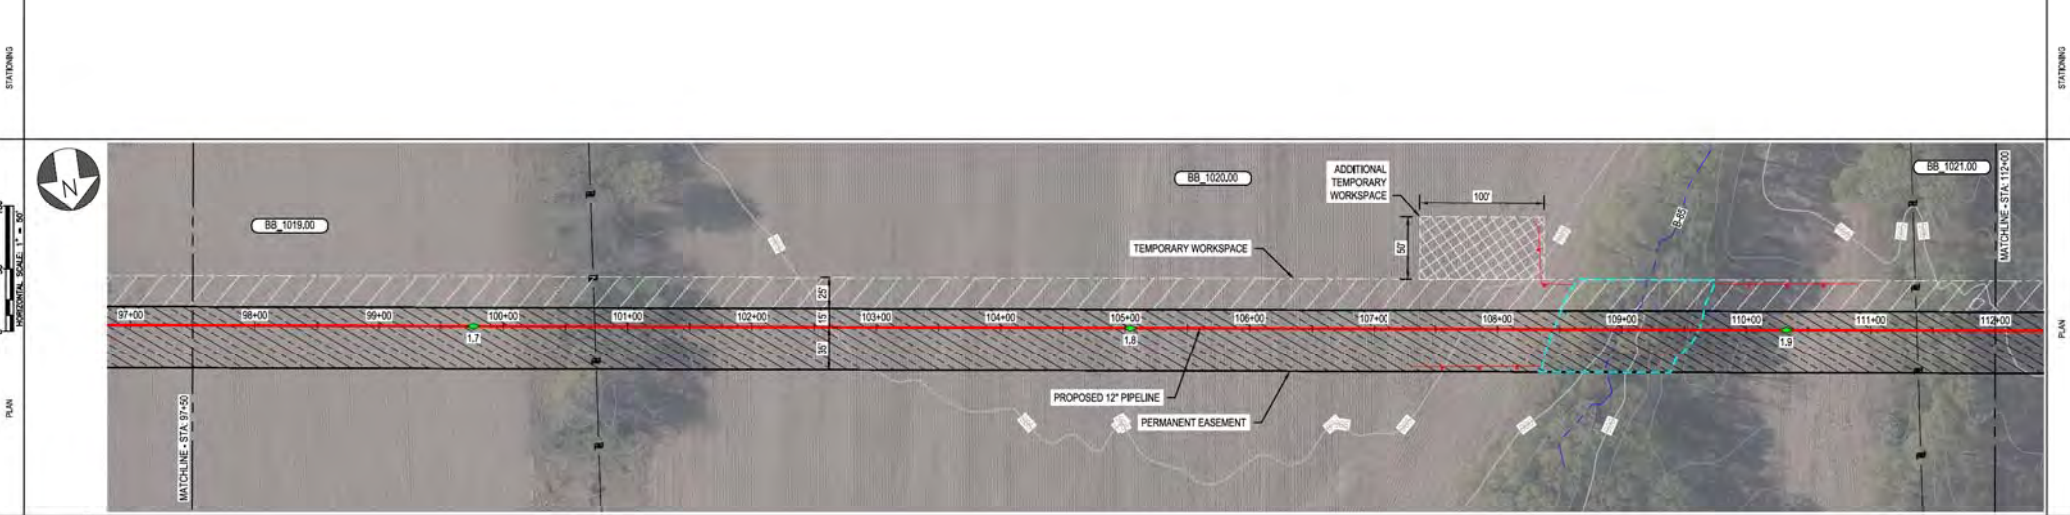 STATIONING
STATIONING
N
HORIZONTAL SCALE: 1" = 50'
BB_1019.00
BB_1020.00
BB_1021.00
ADDITIONAL
TEMPORARY
WORKSPACE
100'
50'
TEMPORARY WORKSPACE
B-85
MATCHLINE - STA: 112+00
97+00
98+00
99+00
100+00
101+00
102+00
103+00
104+00
105+00
106+00
107+00
108+00
109+00
110+00
111+00
112+00
25'
15'
35'
1.7
1.8
1.9
PROPOSED 12" PIPELINE
PERMANENT EASEMENT
MATCHLINE - STA: 97+50
PLAN
PLAN